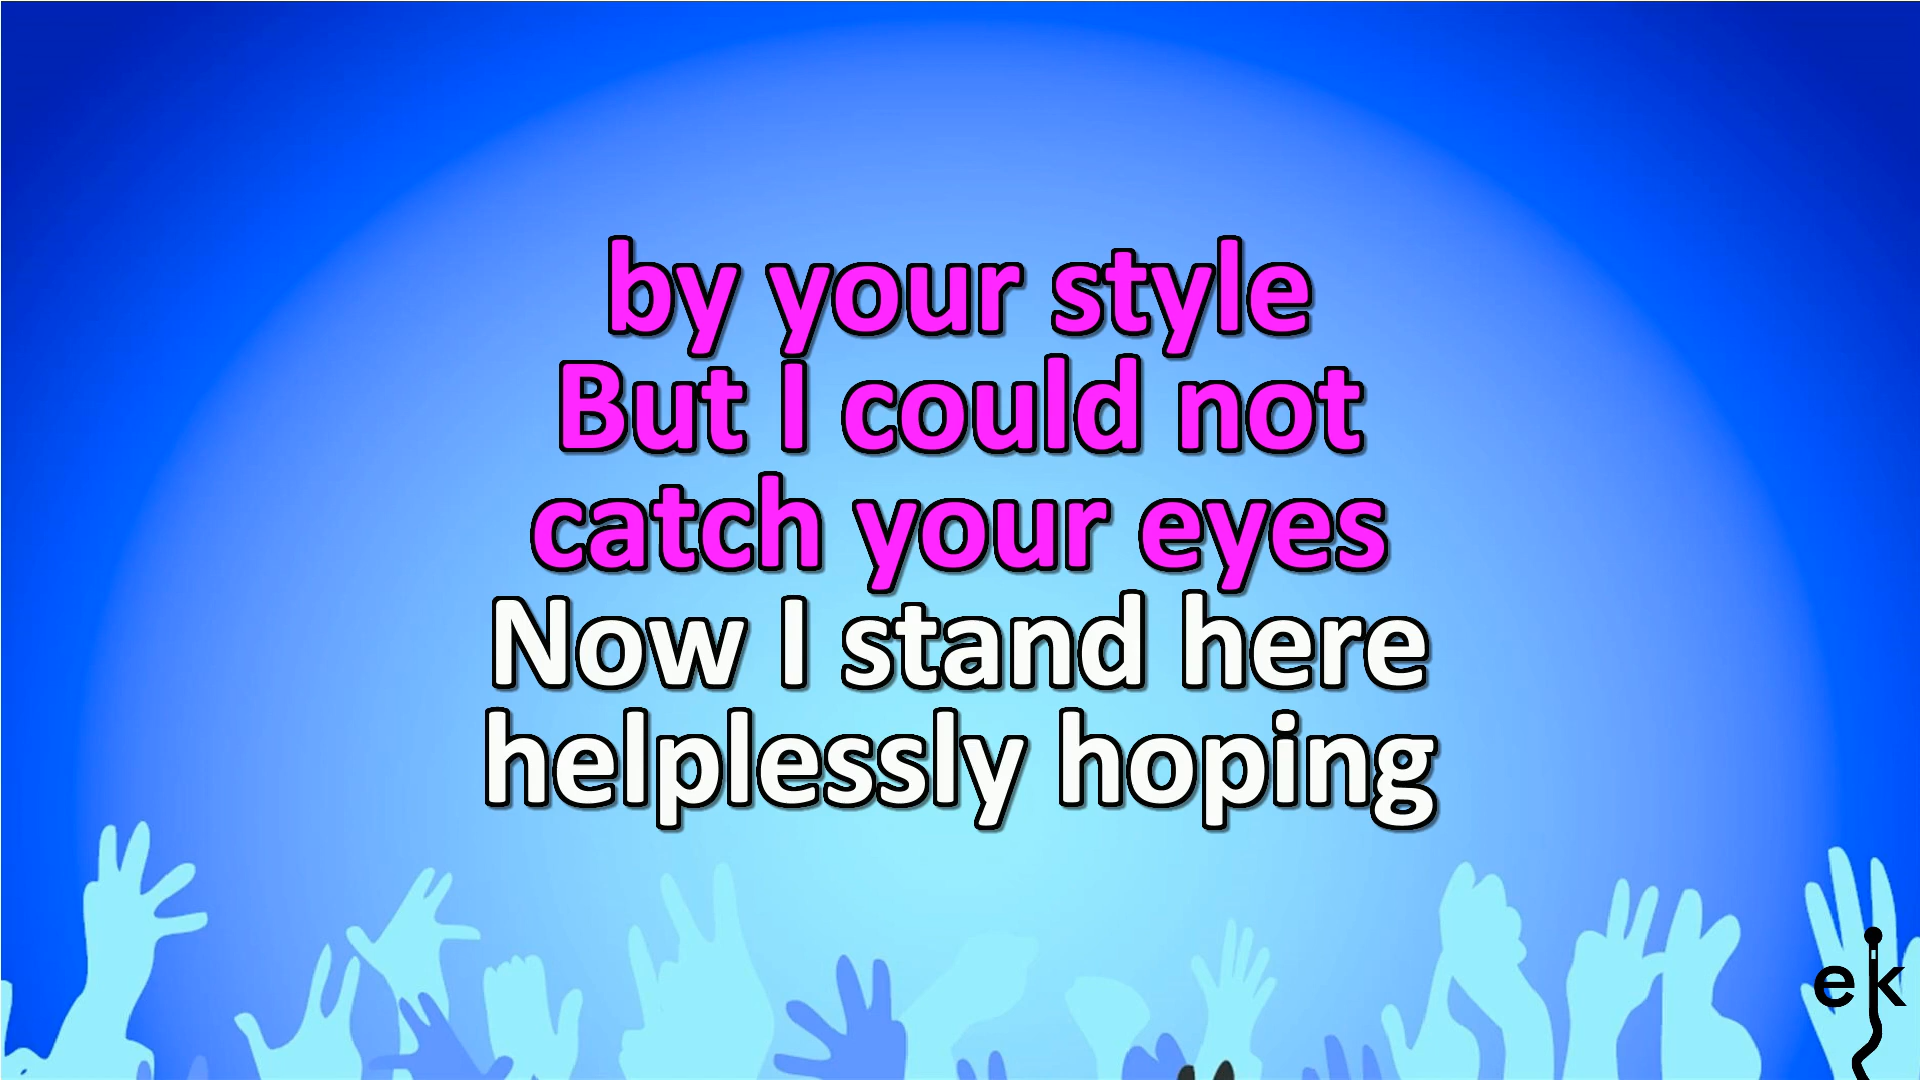 by your style
But I could not
catch your eyes
Now I stand here
helplessly hoping
ek